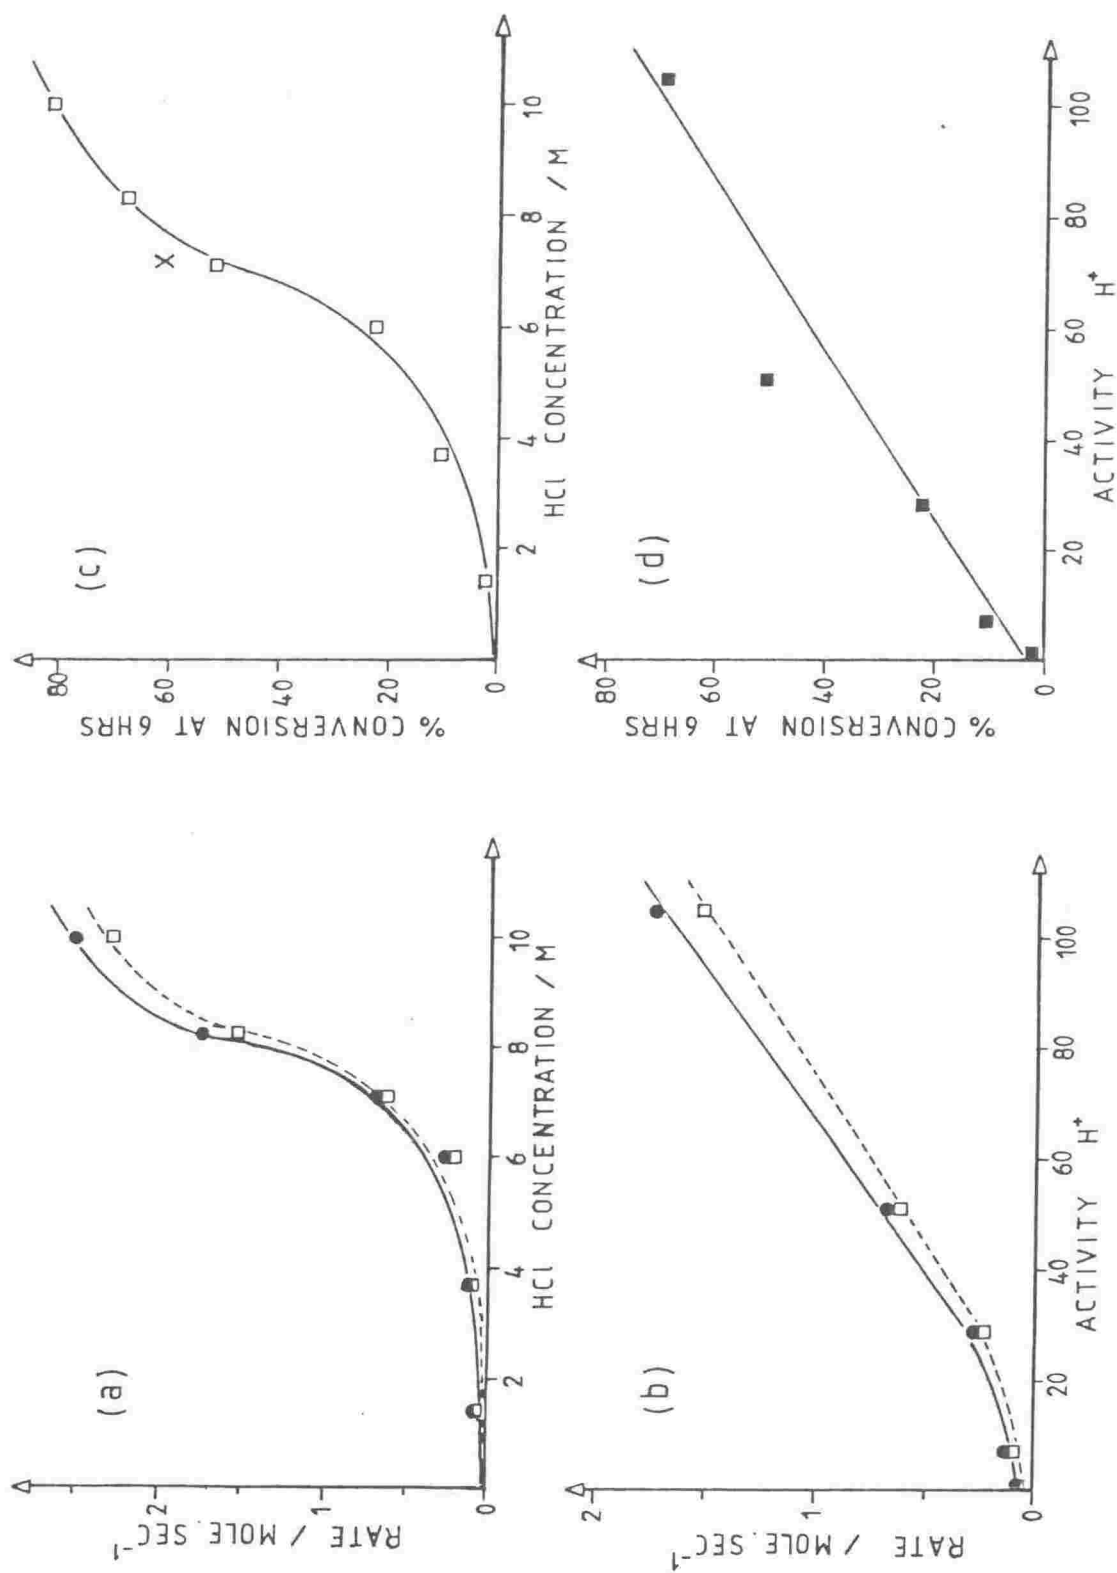 (a)
RATE / MOLE.SEC⁻¹
2
1
0
2 4 6 8 10
HCl CONCENTRATION / M
(c)
% CONVERSION AT 6HRS
80
60
40
20
0
X
2 4 6 8 10
HCl CONCENTRATION / M
(b)
RATE / MOLE SEC⁻¹
2
1
0
20 40 60 80 100
ACTIVITY H⁺
(d)
% CONVERSION AT 6HRS
80
60
40
20
0
20 40 60 80 100
ACTIVITY H⁺